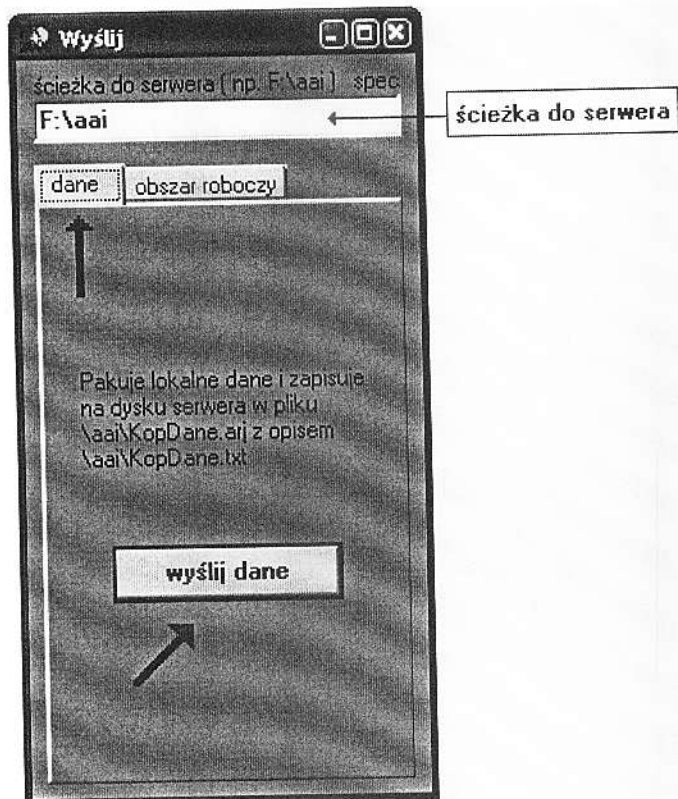 Wyślij
ścieżka do serwera ( np. F:\aai ) spec
F:\aai
ścieżka do serwera
dane
obszar roboczy
Pakuje lokalne dane i zapisuje
na dysku serwera w pliku
\aai\KopDane.arj z opisem
\aai\KopDane.txt
wyślij dane